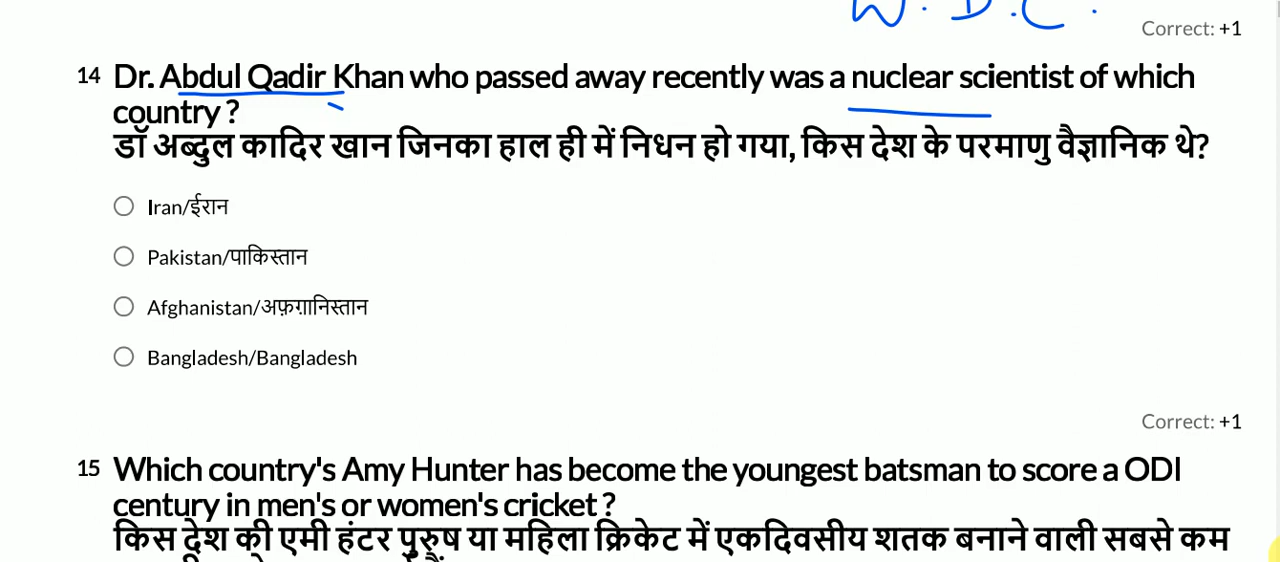 W. D.C.
Correct: +1
14 Dr. Abdul Qadir Khan who passed away recently was a nuclear scientist of which
country ?
डॉ अब्दुल कादिर खान जिनका हाल ही में निधन हो गया, किस देश के परमाणु वैज्ञानिक थे?
Iran/ईरान
Pakistan/पाकिस्तान
Afghanistan/अफ़ग़ानिस्तान
Bangladesh/Bangladesh
Correct: +1
15 Which country's Amy Hunter has become the youngest batsman to score a ODI
century in men's or women's cricket ?
किस देश की एमी हंटर पुरुष या महिला क्रिकेट में एकदिवसीय शतक बनाने वाली सबसे कम